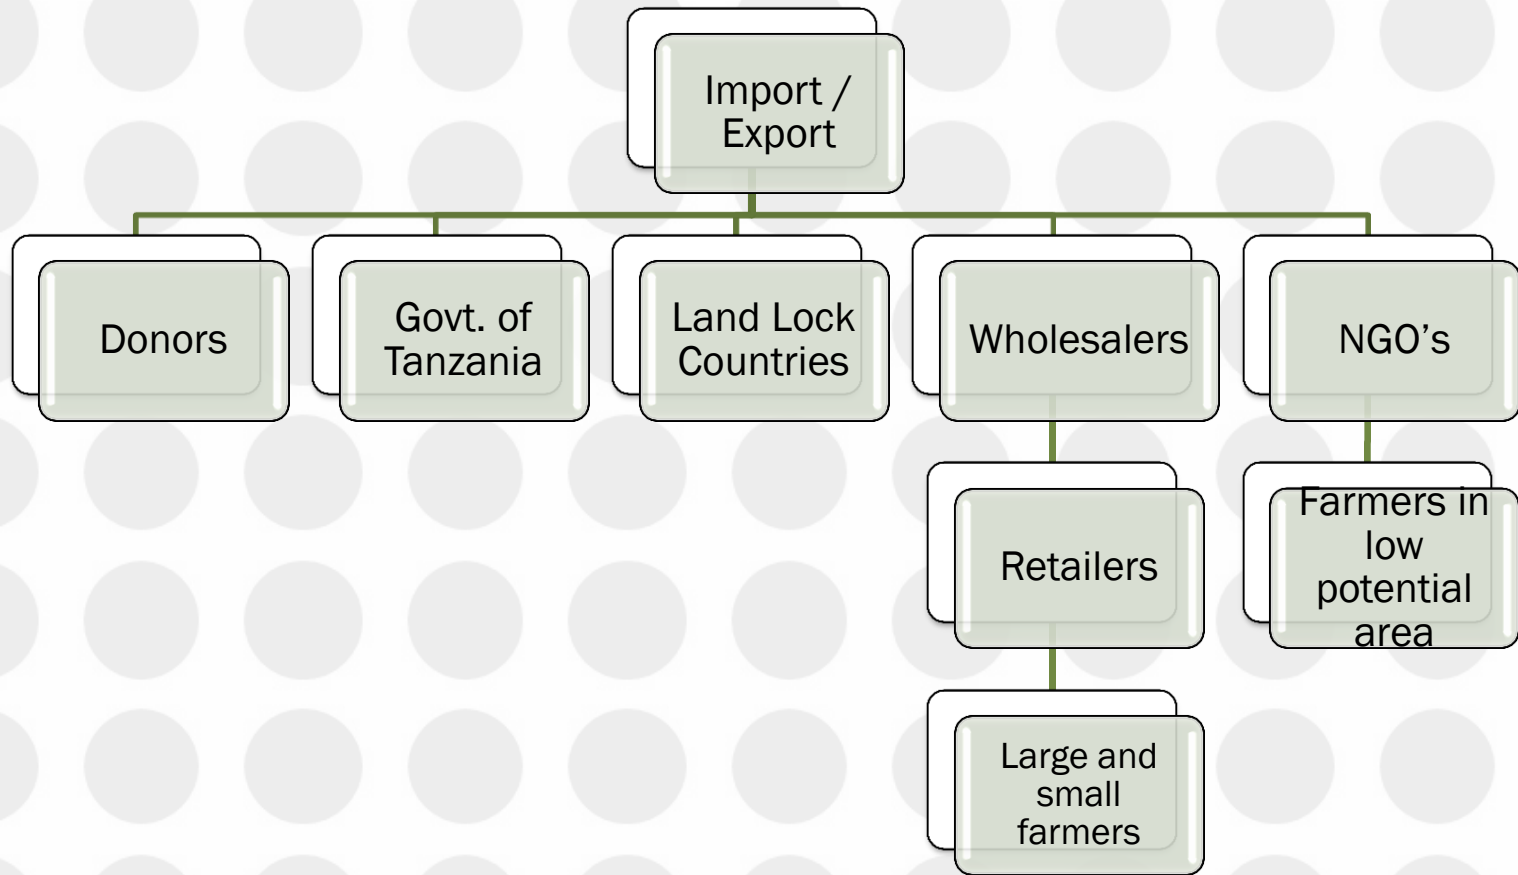 Import /
Export
Donors
Govt. of
Tanzania
Land Lock
Countries
Wholesalers
NGO’s
Retailers
Farmers in
low
potential
area
Large and
small
farmers